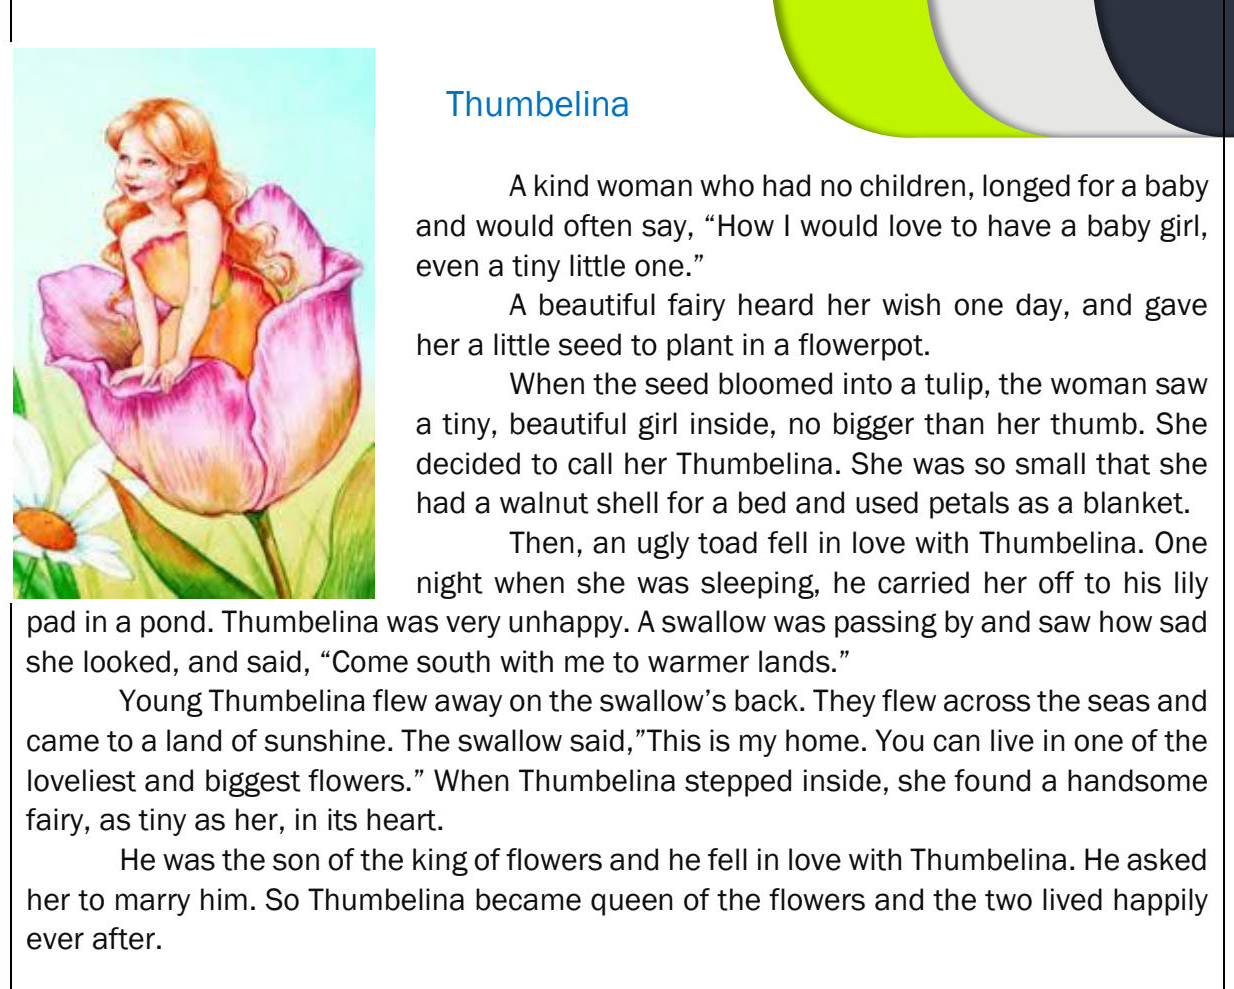 Thumbelina
A kind woman who had no children, longed for a baby
and would often say, “How I would love to have a baby girl,
even a tiny little one.”
A beautiful fairy heard her wish one day, and gave
her a little seed to plant in a flowerpot.
When the seed bloomed into a tulip, the woman saw
a tiny, beautiful girl inside, no bigger than her thumb. She
decided to call her Thumbelina. She was so small that she
had a walnut shell for a bed and used petals as a blanket.
Then, an ugly toad fell in love with Thumbelina. One
night when she was sleeping, he carried her off to his lily
pad in a pond. Thumbelina was very unhappy. A swallow was passing by and saw how sad
she looked, and said, “Come south with me to warmer lands.”
Young Thumbelina flew away on the swallow’s back. They flew across the seas and
came to a land of sunshine. The swallow said,”This is my home. You can live in one of the
loveliest and biggest flowers.” When Thumbelina stepped inside, she found a handsome
fairy, as tiny as her, in its heart.
He was the son of the king of flowers and he fell in love with Thumbelina. He asked
her to marry him. So Thumbelina became queen of the flowers and the two lived happily
ever after.